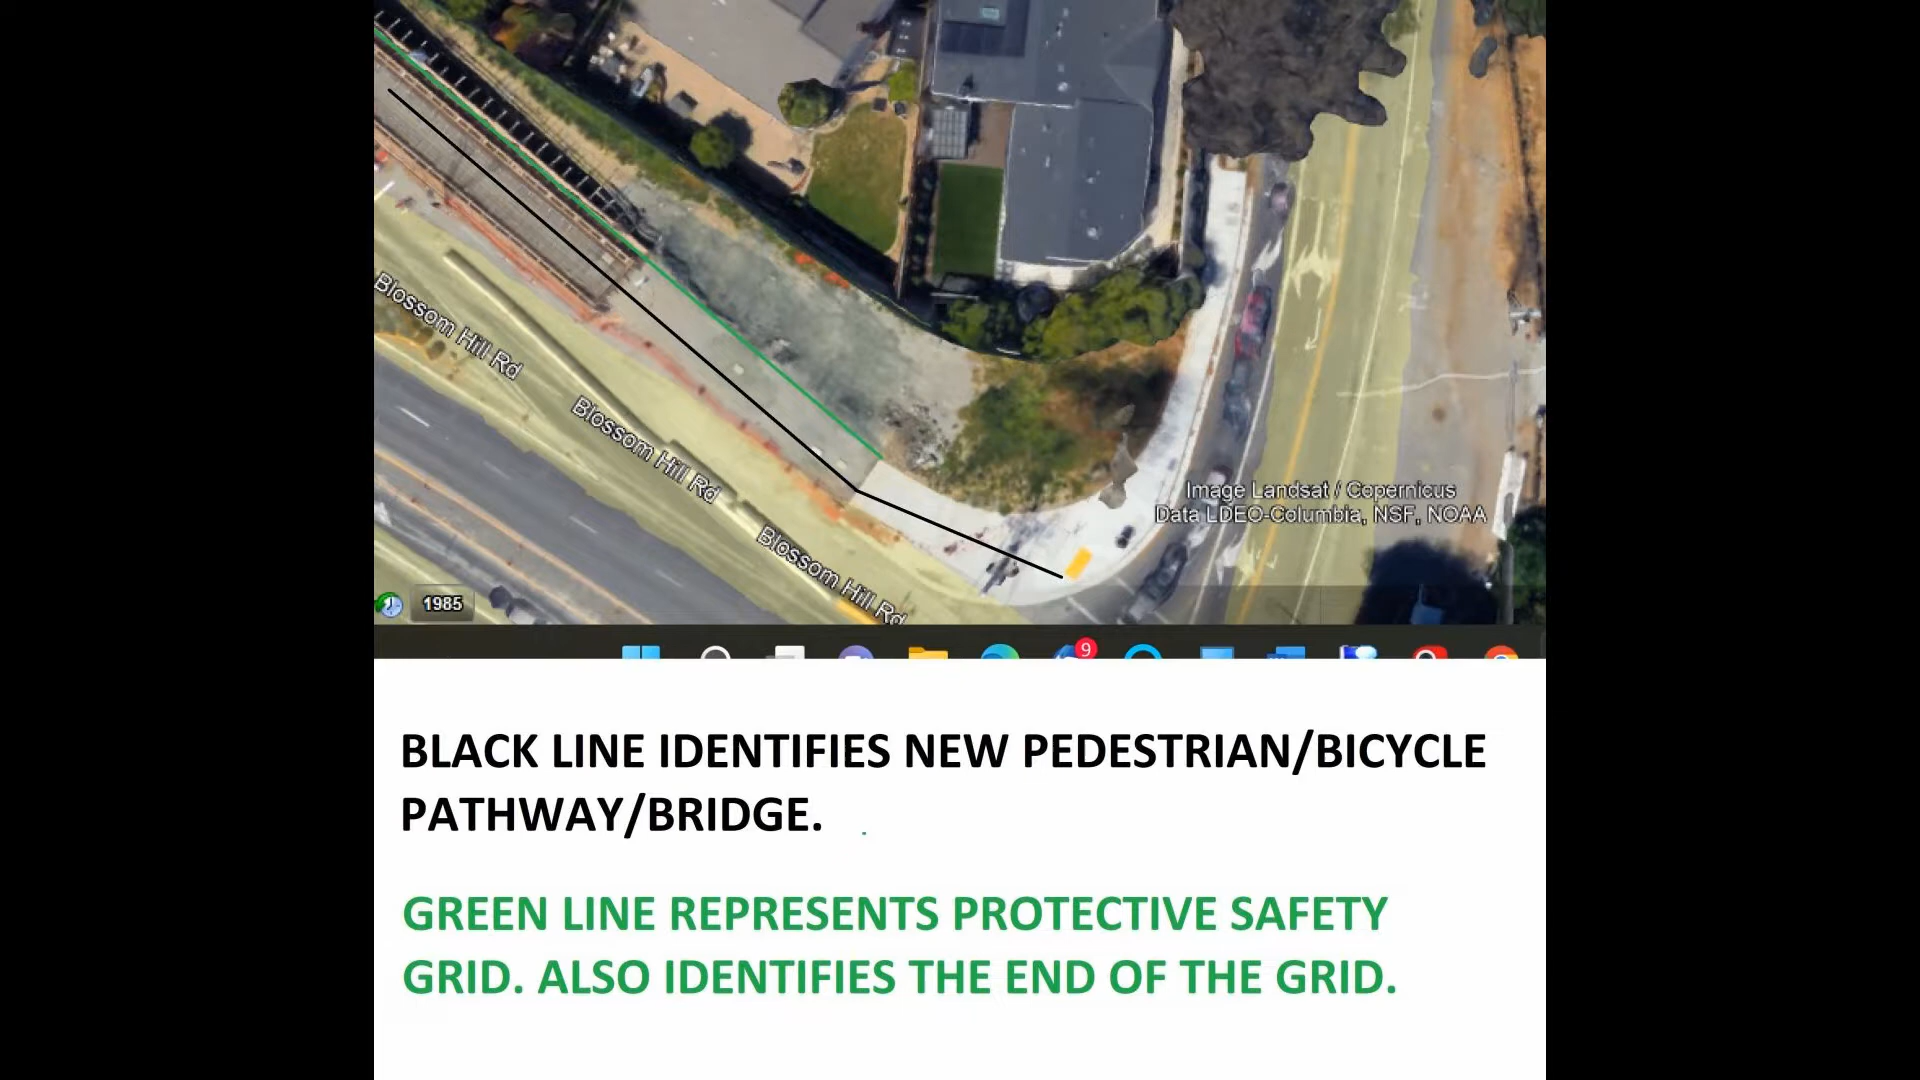 Blossom Hill Rd
Blossom Hill Rd
Blossom Hill Rd
Image Landsat / Copernicus
Data LDEO-Columbia, NSF, NOAA
1985
9
BLACK LINE IDENTIFIES NEW PEDESTRIAN/BICYCLE
PATHWAY/BRIDGE.
GREEN LINE REPRESENTS PROTECTIVE SAFETY
GRID. ALSO IDENTIFIES THE END OF THE GRID.